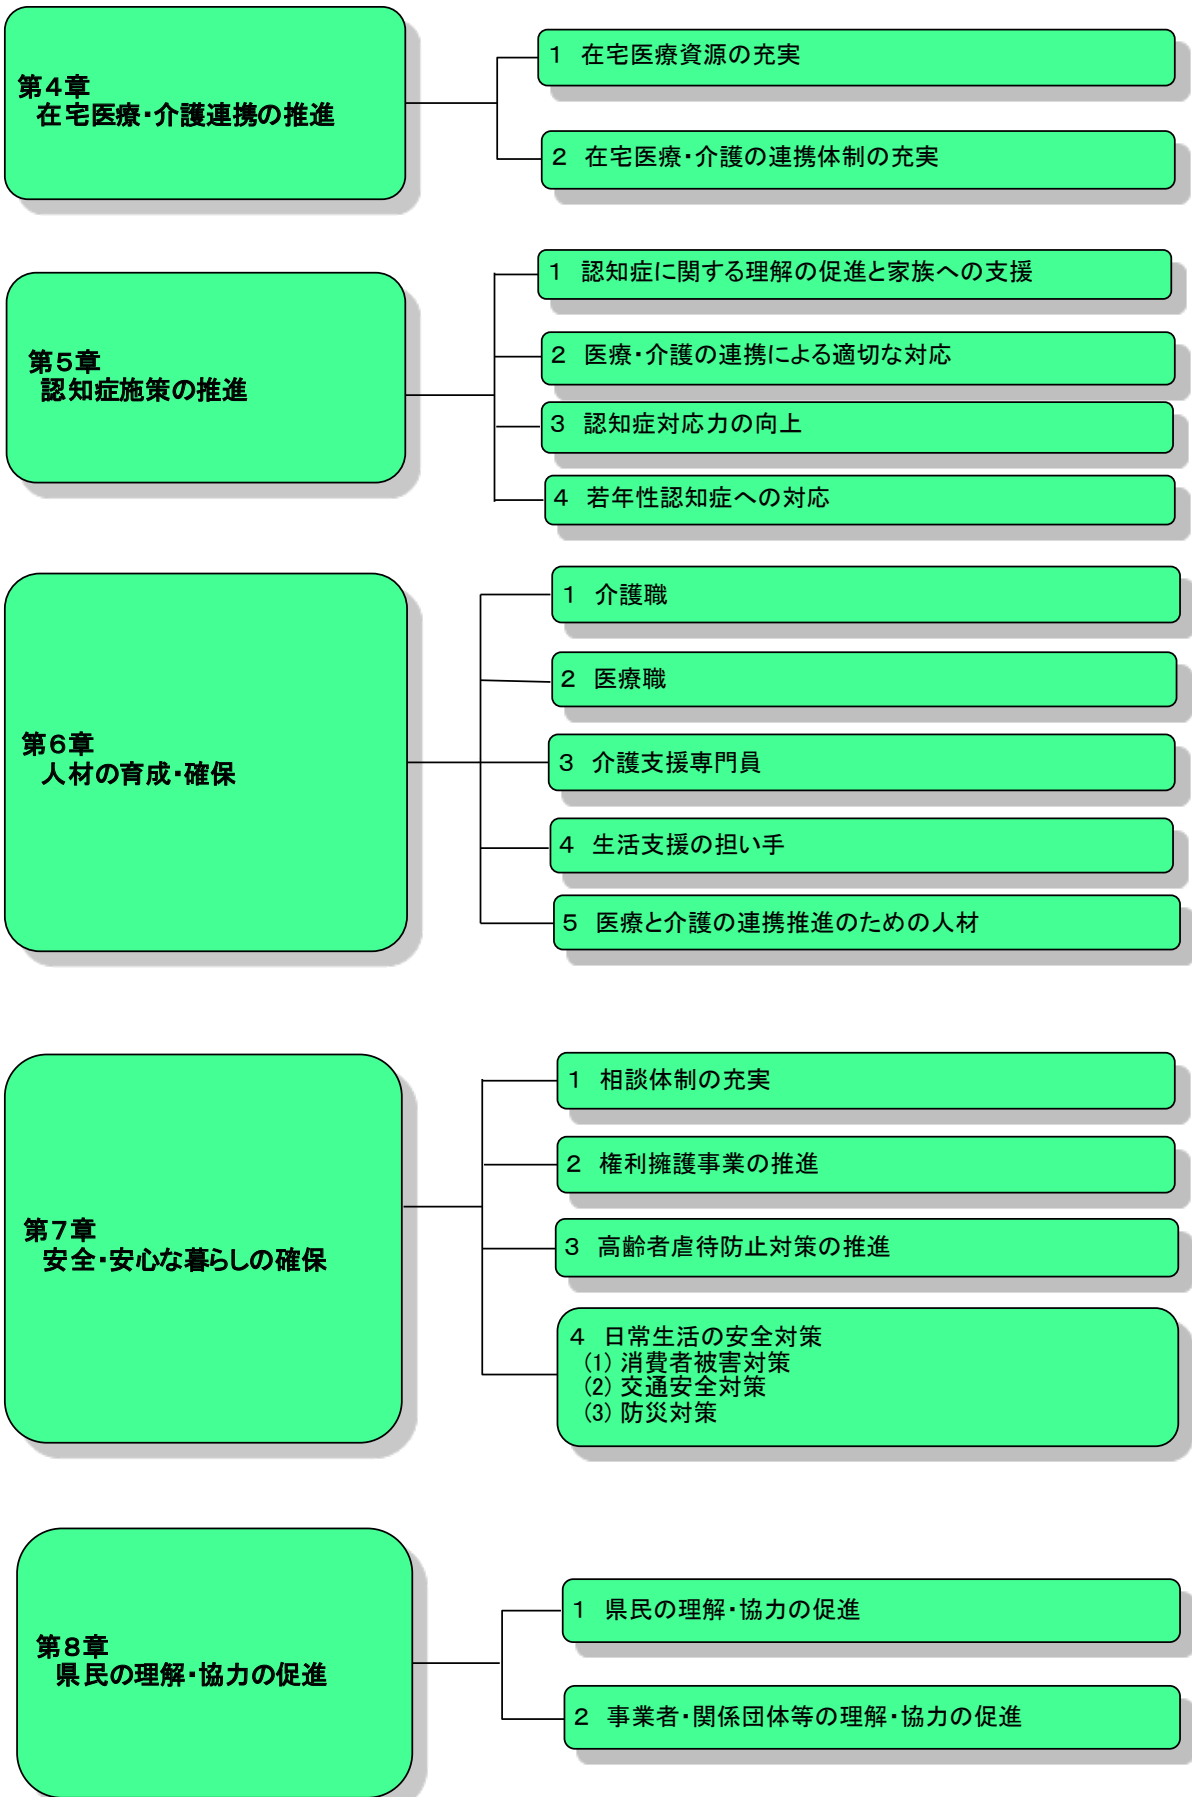 第４章
在宅医療・介護連携の推進
１　在宅医療資源の充実
２　在宅医療・介護の連携体制の充実
第５章
認知症施策の推進
１　認知症に関する理解の促進と家族への支援
２　医療・介護の連携による適切な対応
３　認知症対応力の向上
４　若年性認知症への対応
第６章
人材の育成・確保
１　介護職
２　医療職
３　介護支援専門員
４　生活支援の担い手
５　医療と介護の連携推進のための人材
第７章
安全・安心な暮らしの確保
１　相談体制の充実
２　権利擁護事業の推進
３　高齢者虐待防止対策の推進
４　日常生活の安全対策
(1) 消費者被害対策
(2) 交通安全対策
(3) 防災対策
第８章
県民の理解・協力の促進
１　県民の理解・協力の促進
２　事業者・関係団体等の理解・協力の促進